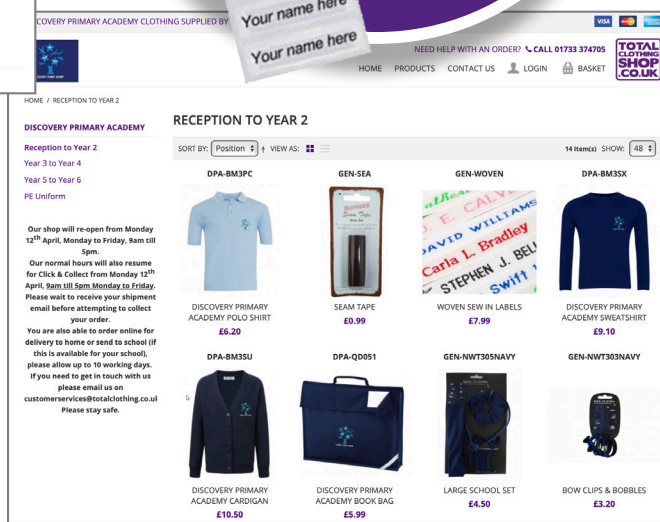 Your name here
Your name here
COVERY PRIMARY ACADEMY CLOTHING SUPPLIED BY
VISA
NEED HELP WITH AN ORDER? CALL 01733 374705
TOTAL
CLOTHING
SHOP
.CO.UK
HOME PRODUCTS CONTACT US LOGIN BASKET
HOME / RECEPTION TO YEAR 2
DISCOVERY PRIMARY ACADEMY
Reception to Year 2
Year 3 to Year 4
Year 5 to Year 6
PE Uniform
Our shop will re-open from Monday
12th April, Monday to Friday, 9am till
5pm.
Our normal hours will also resume
for Click & Collect from Monday 12th
April, 9am till 5pm Monday to Friday.
Please wait to receive your shipment
email before attempting to collect
your order.
You are also able to order online for
delivery to home or send to school (if
this is available for your school),
please allow up to 10 working days.
If you need to get in touch with us
please email us on
customerservices@totalclothing.co.uk
Please stay safe.
RECEPTION TO YEAR 2
SORT BY: Position VIEW AS:
14 Item(s) SHOW: 48
DPA-BM3PC
DISCOVERY PRIMARY
ACADEMY POLO SHIRT
£6.20
GEN-SEA
Seam Tape
SEAM TAPE
£0.99
GEN-WOVEN
J. E. CALV
DAVID WILLIAMS
Carla L. Bradley
STEPHEN J. BELL
Swift
WOVEN SEW IN LABELS
£7.99
DPA-BM3SX
DISCOVERY PRIMARY
ACADEMY SWEATSHIRT
£9.10
DPA-BM3SU
DISCOVERY PRIMARY
ACADEMY CARDIGAN
£10.50
DPA-QD051
DISCOVERY PRIMARY
ACADEMY BOOK BAG
£5.99
GEN-NWT305NAVY
LARGE SCHOOL SET
£4.50
GEN-NWT303NAVY
BOW CLIPS & BOBBLES
£3.20